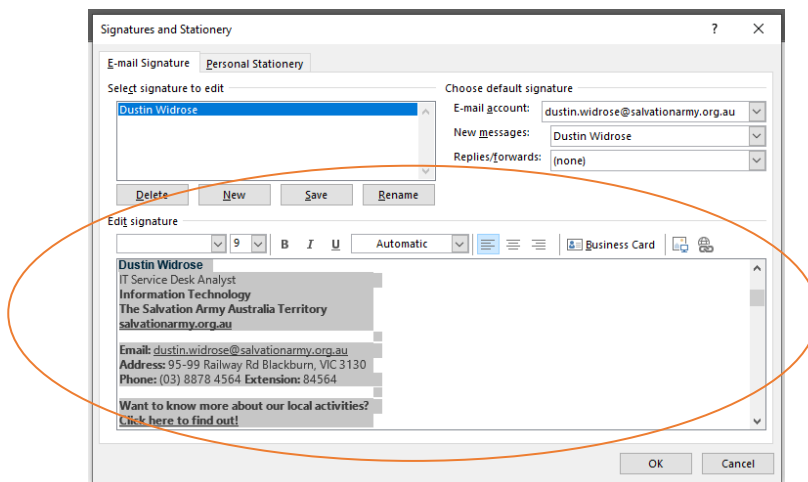 Signatures and Stationery ? X
E-mail Signature Personal Stationery
Select signature to edit
Dustin Widrose
Delete New Save Rename
Choose default signature
E-mail account: dustin.widrose@salvationarmy.org.au
New messages: Dustin Widrose
Replies/forwards: (none)
Edit signature
9 B I U Automatic Business Card
Dustin Widrose
IT Service Desk Analyst
Information Technology
The Salvation Army Australia Territory
salvationarmy.org.au
Email: dustin.widrose@salvationarmy.org.au
Address: 95-99 Railway Rd Blackburn, VIC 3130
Phone: (03) 8878 4564 Extension: 84564
Want to know more about our local activities?
Click here to find out!
OK Cancel